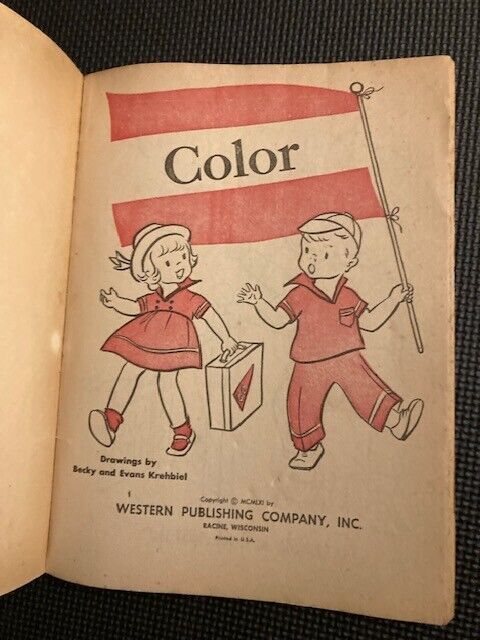 Color
Drawings by
Becky and Evans Krehbiel
Copyright © MCMLXI by
WESTERN PUBLISHING COMPANY, INC.
RACINE, WISCONSIN
Printed in U.S.A.